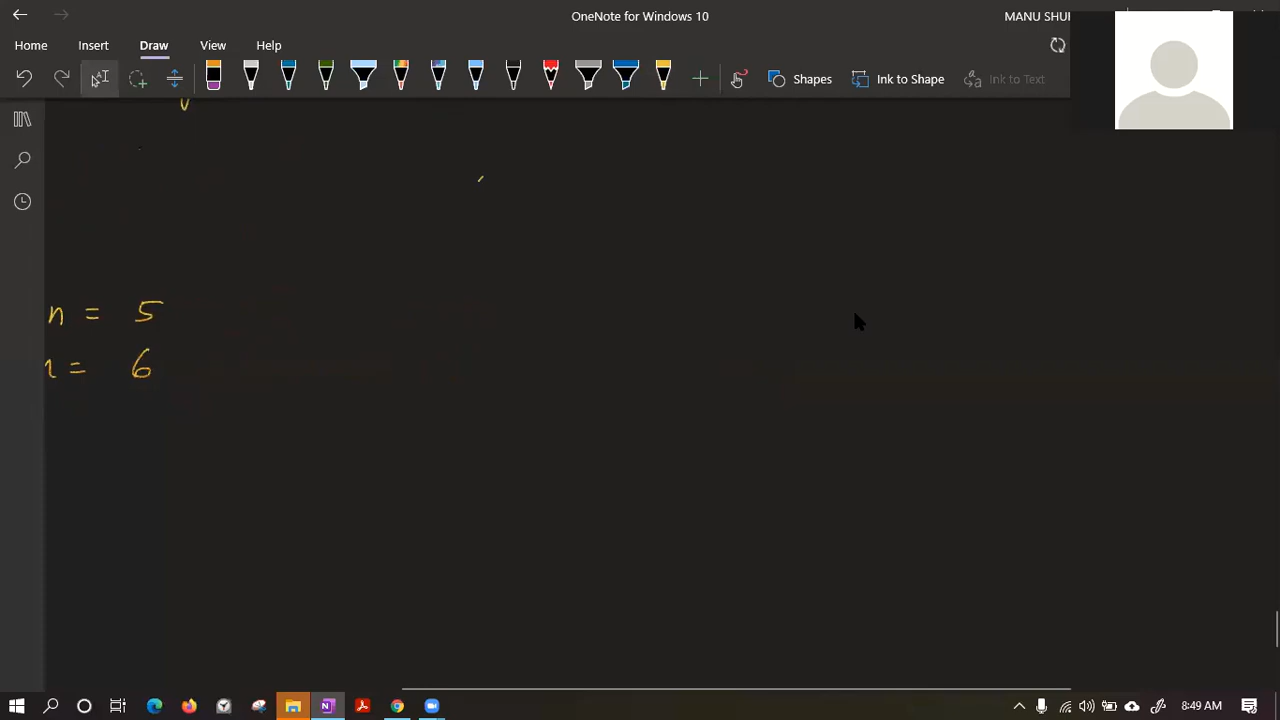 OneNote for Windows 10
MANU SHU
Home Insert Draw View Help
Shapes Ink to Shape Ink to Text
n = 5
= 6
8:49 AM